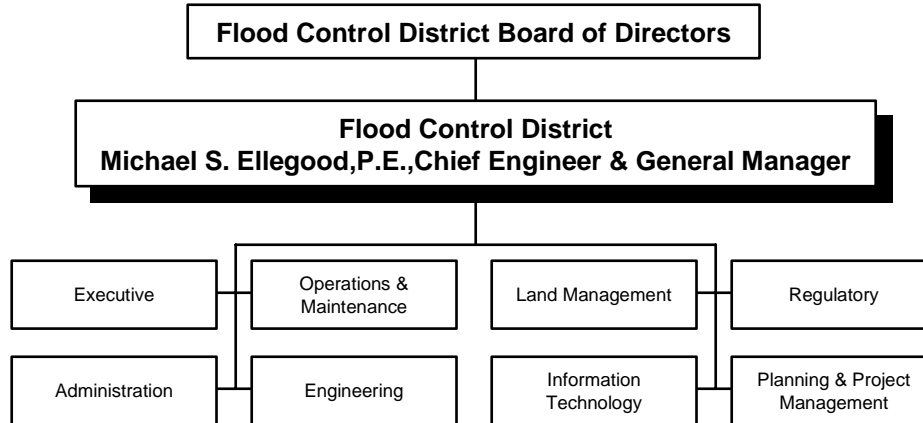 Flood Control District Board of Directors
Flood Control District
Michael S. Ellegood,P.E.,Chief Engineer & General Manager
Executive
Operations &
Maintenance
Land Management
Regulatory
Administration
Engineering
Information
Technology
Planning & Project
Management